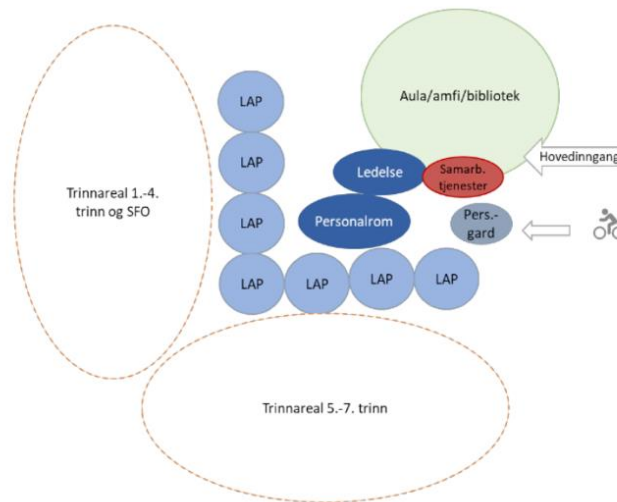 LAP
Aula/amfi/bibliotek
LAP
Hovedinngang
Ledelse
Samarb.
tjenester
Trinnareal 1.-4.
trinn og SFO
LAP
Personalrom
Pers.-
gard
LAP
LAP
LAP
LAP
Trinnareal 5.-7. trinn